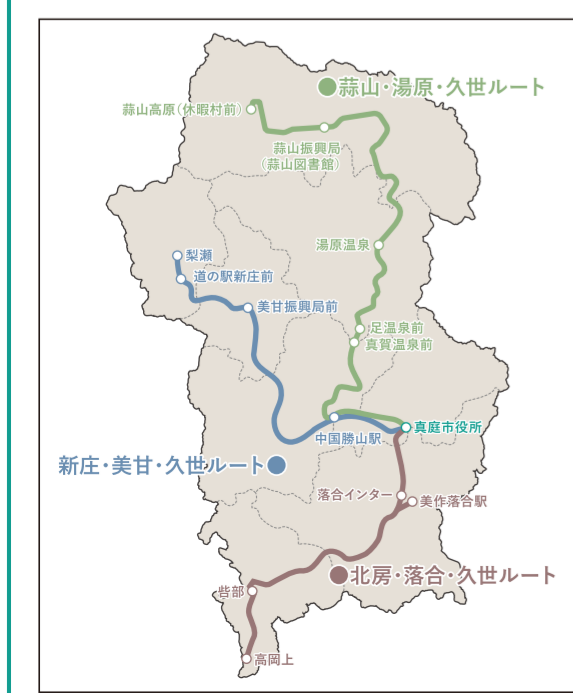 蒜山・湯原・久世ルート
蒜山高原(休暇村前)
蒜山振興局
(蒜山図書館)
湯原温泉
梨瀬
道の駅新庄前
美甘振興局前
足温泉前
真賀温泉前
中国勝山駅
真庭市役所
新庄・美甘・久世ルート
落合インター
美作落合駅
北房・落合・久世ルート
呰部
高岡上